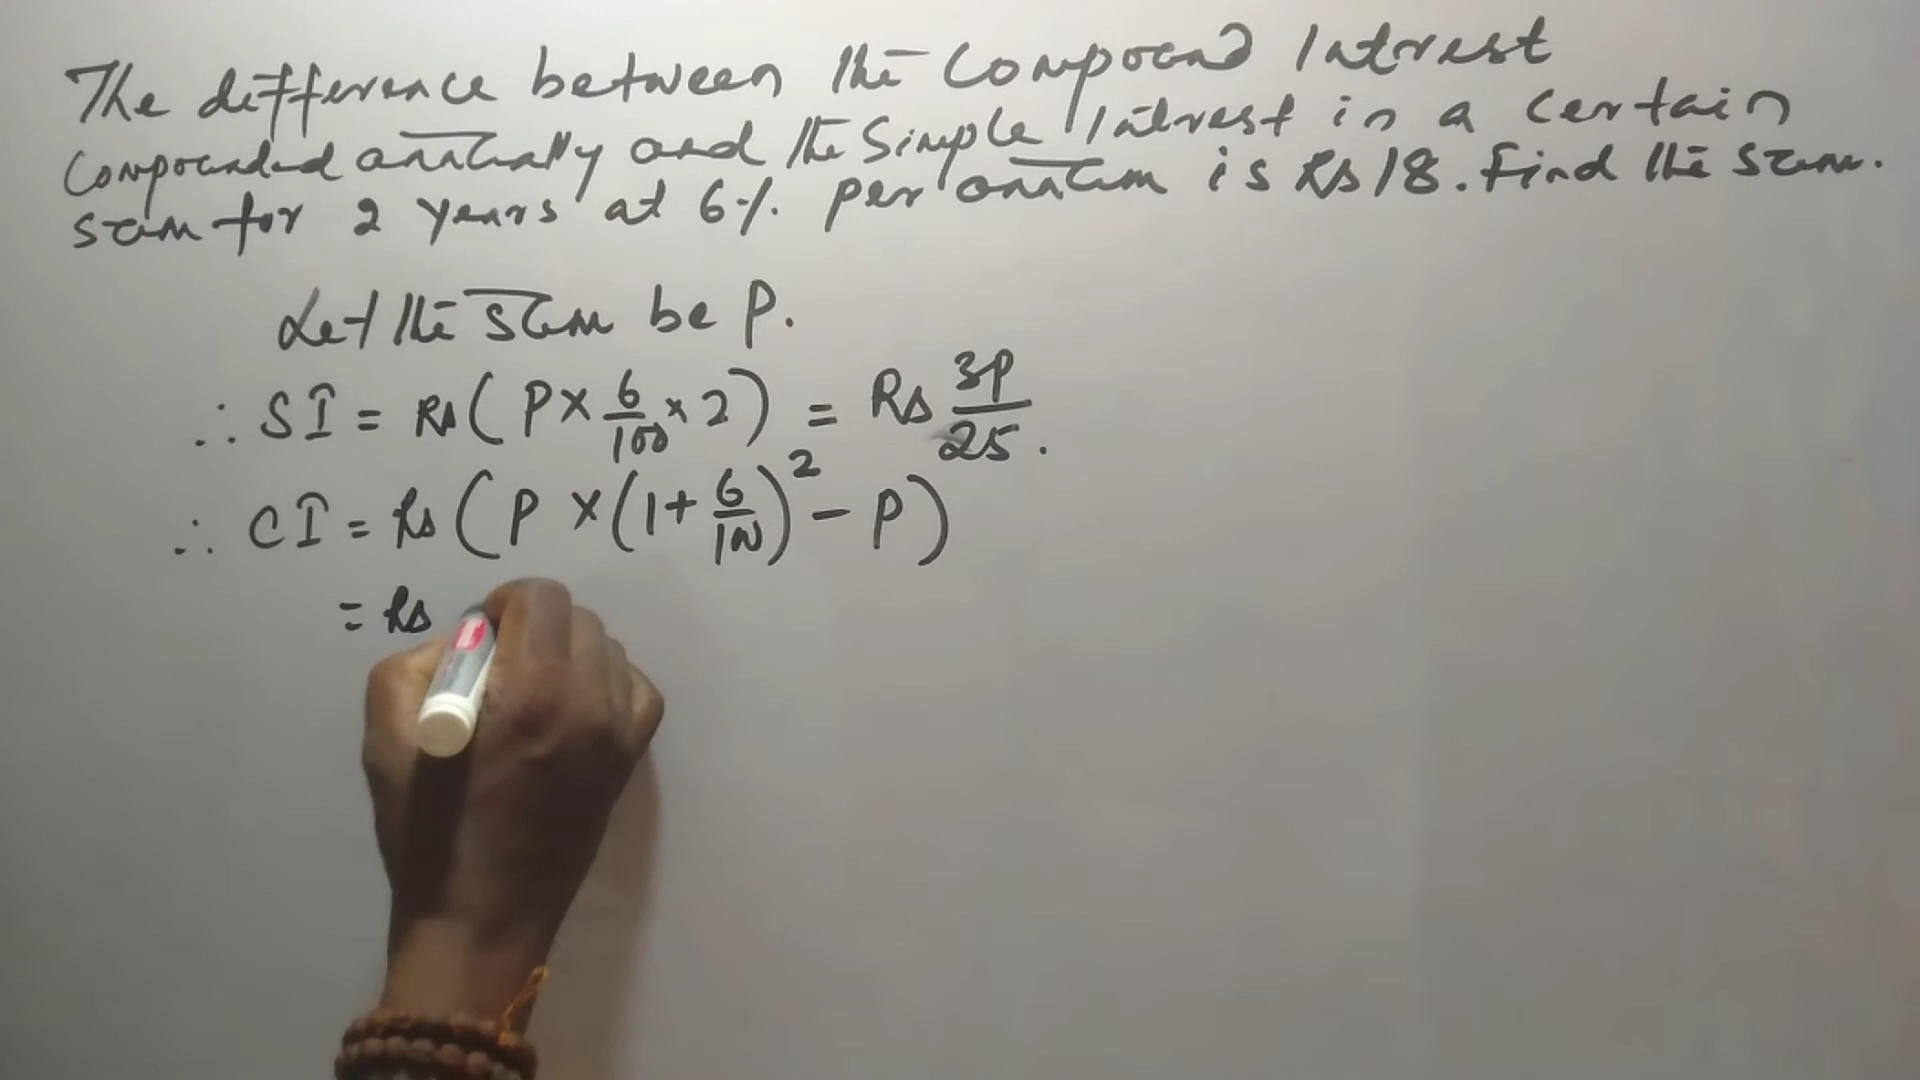 The difference between the Compound Interest
Compounded annually and the Simple Interest in a certain
sum for 2 years at 6% per annum is Rs 18. Find the sum.
Let the sum be P.
∴ SI = Rs ( P × 6/100 × 2 ) = Rs 3P/25.
∴ CI = Rs ( P × (1 + 6/100)² - P )
= Rs